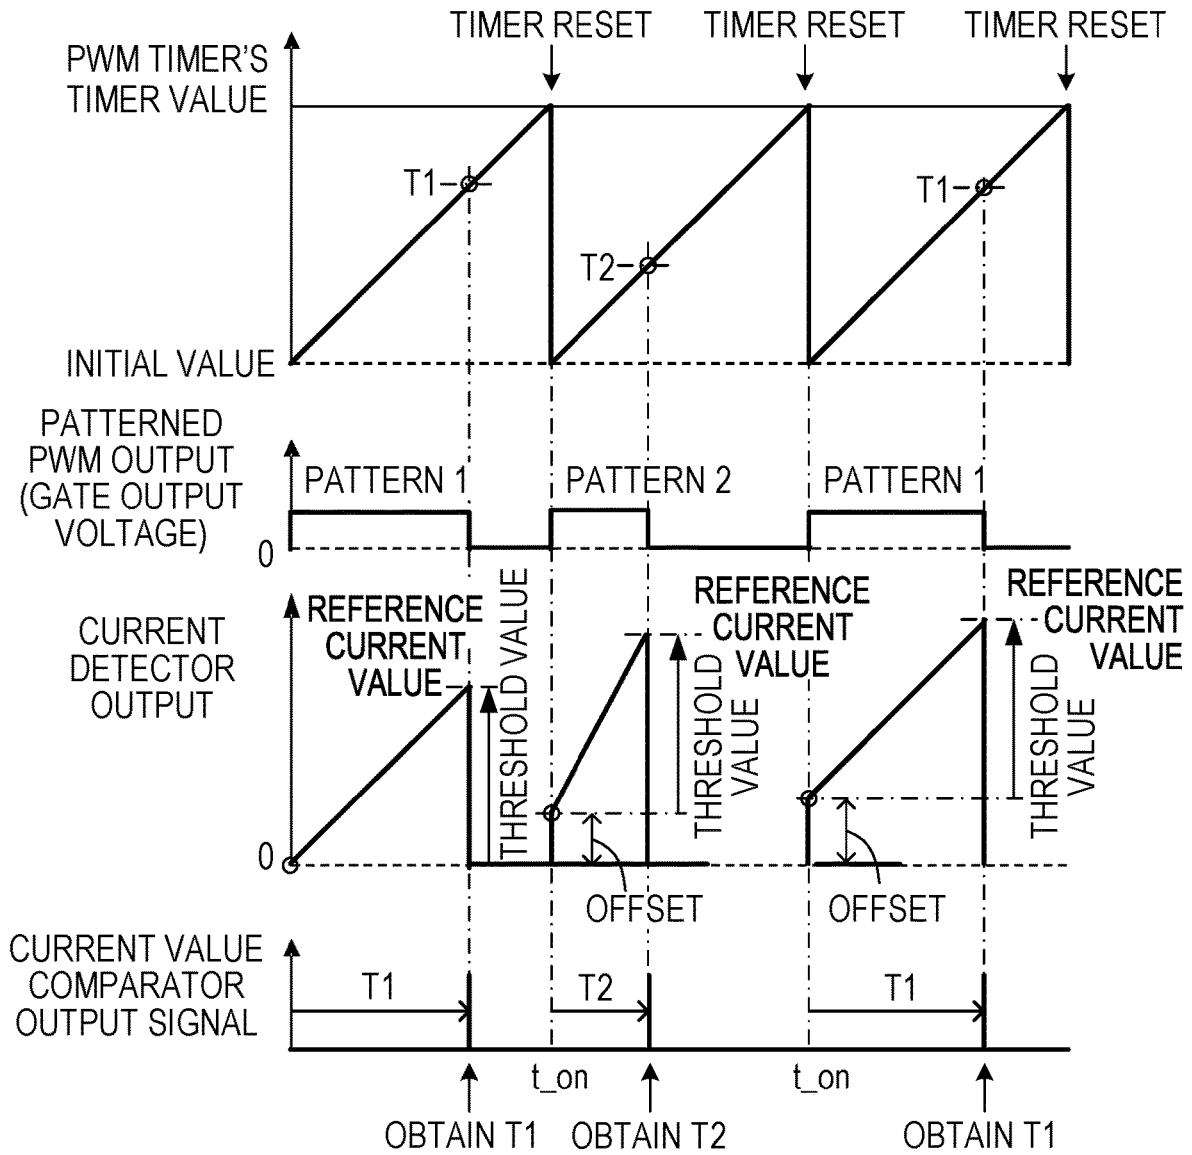 TIMER RESET
TIMER RESET
TIMER RESET
PWM TIMER'S
TIMER VALUE
T1
T2
T1
INITIAL VALUE
PATTERNED
PWM OUTPUT
(GATE OUTPUT
VOLTAGE)
0
PATTERN 1
PATTERN 2
PATTERN 1
CURRENT
DETECTOR
OUTPUT
0
REFERENCE
CURRENT
VALUE
THRESHOLD VALUE
REFERENCE
CURRENT
VALUE
THRESHOLD
VALUE
REFERENCE
CURRENT
VALUE
THRESHOLD
VALUE
OFFSET
OFFSET
CURRENT VALUE
COMPARATOR
OUTPUT SIGNAL
T1
T2
T1
t_on
t_on
OBTAIN T1
OBTAIN T2
OBTAIN T1